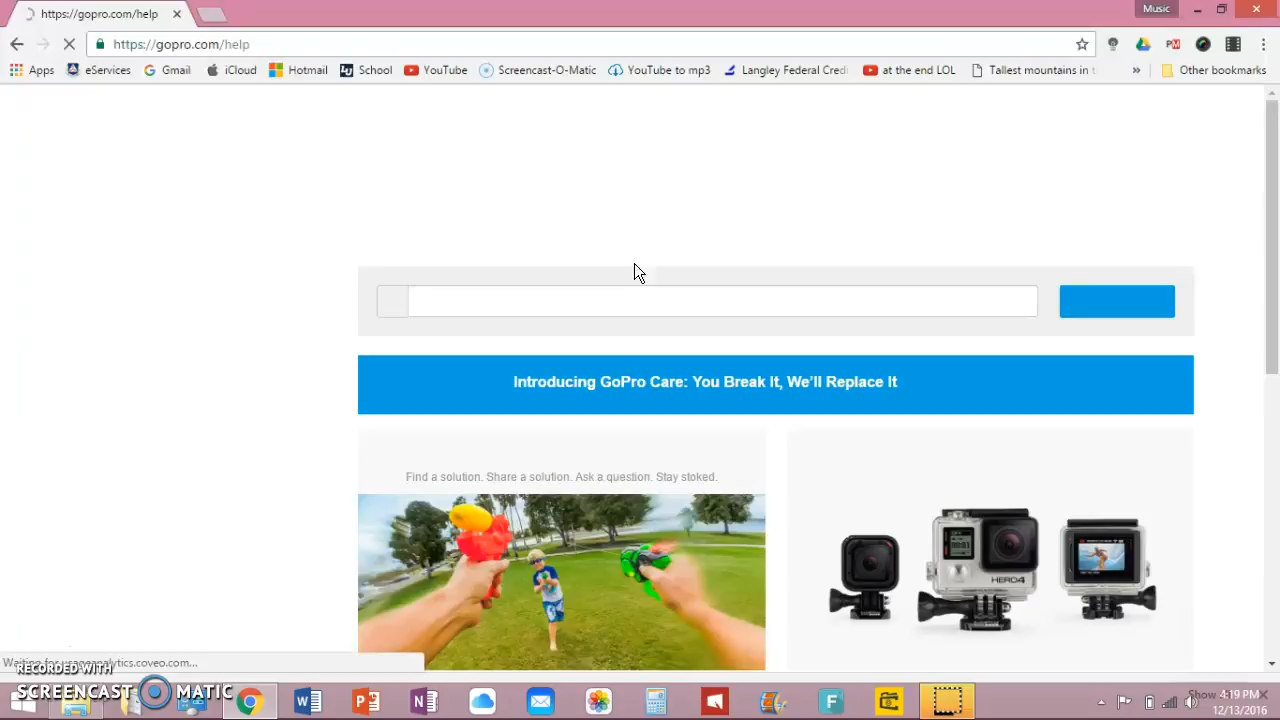 https://gopro.com/help
Music
https://gopro.com/help
Apps
eServices
Gmail
iCloud
Hotmail
LU School
YouTube
Screencast-O-Matic
YouTube to mp3
Langley Federal Credi
at the end LOL
Tallest mountains in t
Other bookmarks
Introducing GoPro Care: You Break It, We'll Replace It
Find a solution. Share a solution. Ask a question. Stay stoked.
HERO4
RECORDED WITH
SCREENCAST MATIC
Show
4:19 PM
12/13/2016